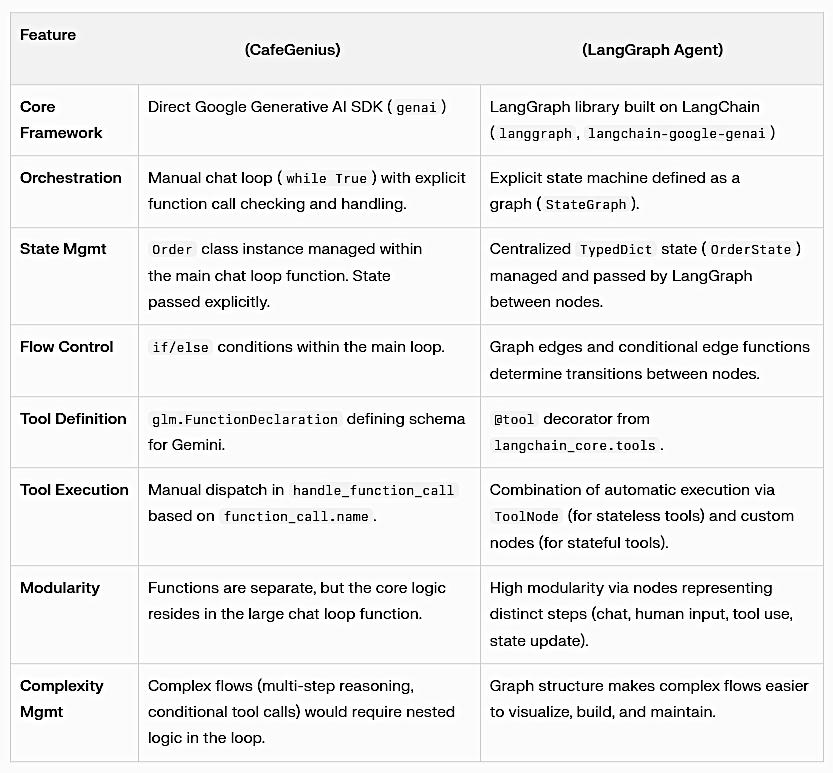 Feature
(CafeGenius)
(LangGraph Agent)
Core
Framework
Direct Google Generative AI SDK ( genai )
LangGraph library built on LangChain
( langgraph , langchain-google-genai )
Orchestration
Manual chat loop ( while True ) with explicit
function call checking and handling.
Explicit state machine defined as a
graph ( StateGraph ).
State Mgmt
Order class instance managed within
the main chat loop function. State
passed explicitly.
Centralized TypedDict state ( OrderState )
managed and passed by LangGraph
between nodes.
Flow Control
if/else conditions within the main loop.
Graph edges and conditional edge functions
determine transitions between nodes.
Tool Definition
glm.FunctionDeclaration defining schema
for Gemini.
@tool decorator from
langchain_core.tools .
Tool Execution
Manual dispatch in handle_function_call
based on function_call.name .
Combination of automatic execution via
ToolNode (for stateless tools) and custom
nodes (for stateful tools).
Modularity
Functions are separate, but the core logic
resides in the large chat loop function.
High modularity via nodes representing
distinct steps (chat, human input, tool use,
state update).
Complexity
Mgmt
Complex flows (multi-step reasoning,
conditional tool calls) would require nested
logic in the loop.
Graph structure makes complex flows easier
to visualize, build, and maintain.